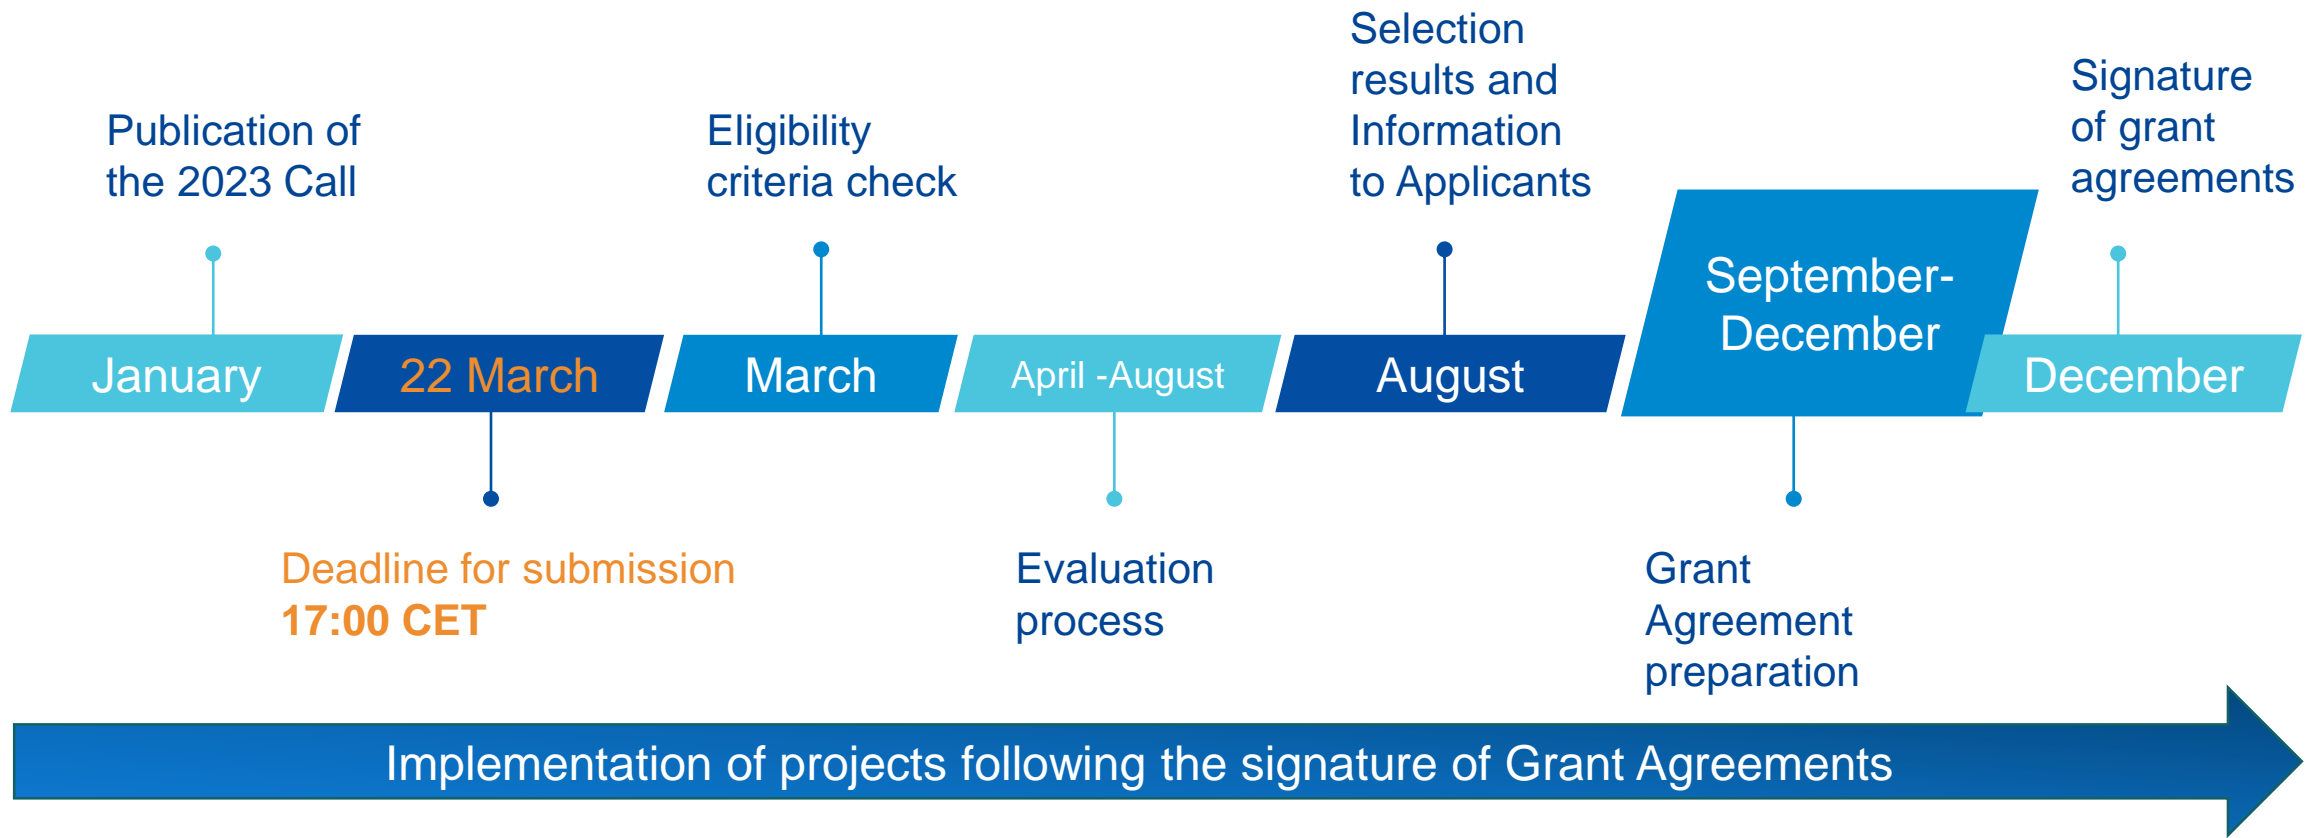 Publication of
the 2023 Call
Eligibility
criteria check
Selection
results and
Information
to Applicants
Signature
of grant
agreements
January
22 March
March
April -August
August
September-
December
December
Deadline for submission
17:00 CET
Evaluation
process
Grant
Agreement
preparation
Implementation of projects following the signature of Grant Agreements